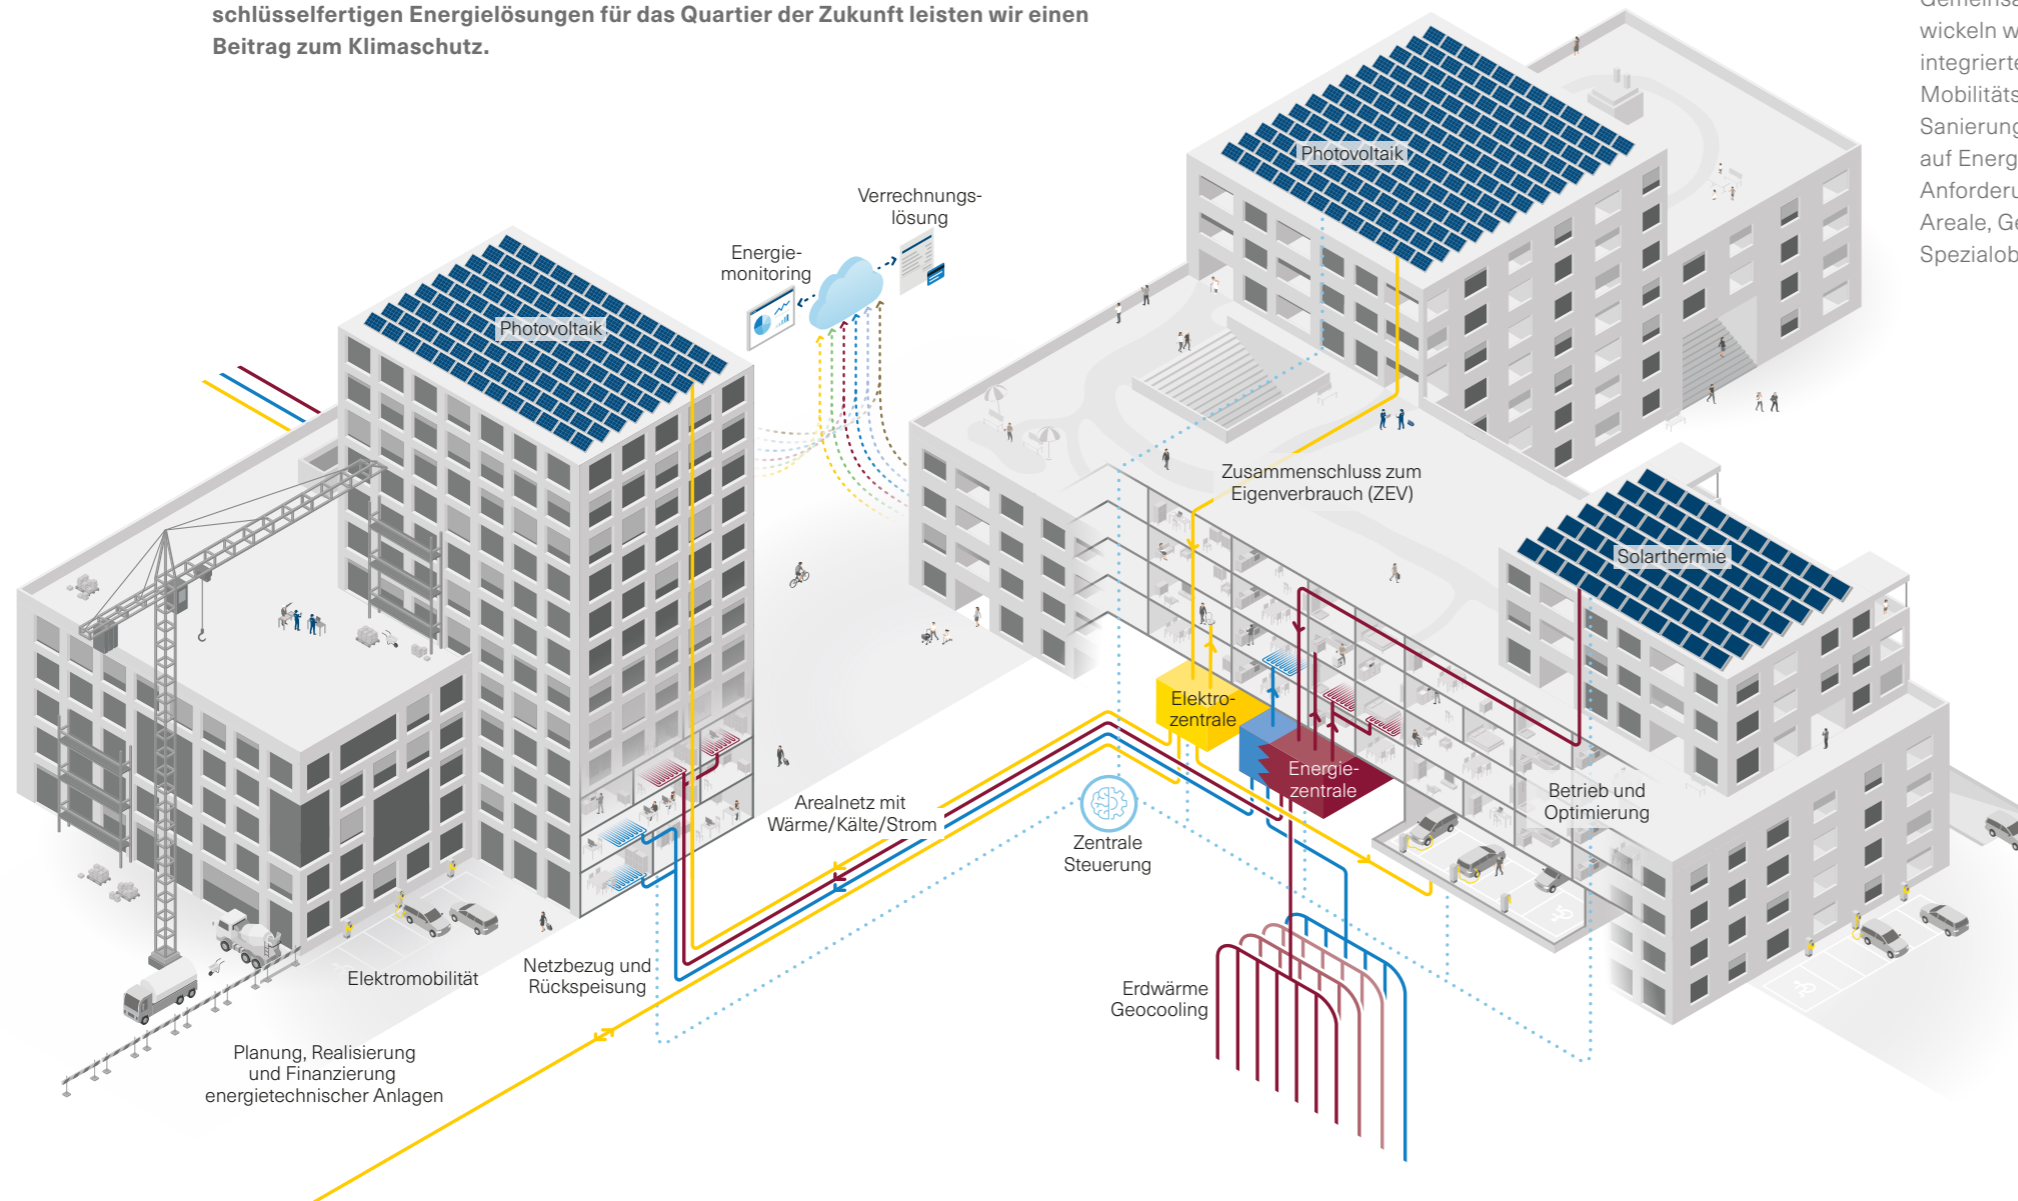 schlüsselfertigen Energielösungen für das Quartier der Zukunft leisten wir einen
Beitrag zum Klimaschutz.
wickeln w
integrierte
Mobilitäts
Sanierung
auf Energ
Anforderu
Areale, Ge
Spezialob
Photovoltaik
Verrechnungs-
lösung
Energie-
monitoring
Photovoltaik
Zusammenschluss zum
Eigenverbrauch (ZEV)
Solarthermie
Elektro-
zentrale
Energie-
zentrale
Betrieb und
Optimierung
Arealnetz mit
Wärme/Kälte/Strom
Zentrale
Steuerung
Elektromobilität
Netzbezug und
Rückspeisung
Erdwärme
Geocooling
Planung, Realisierung
und Finanzierung
energietechnischer Anlagen